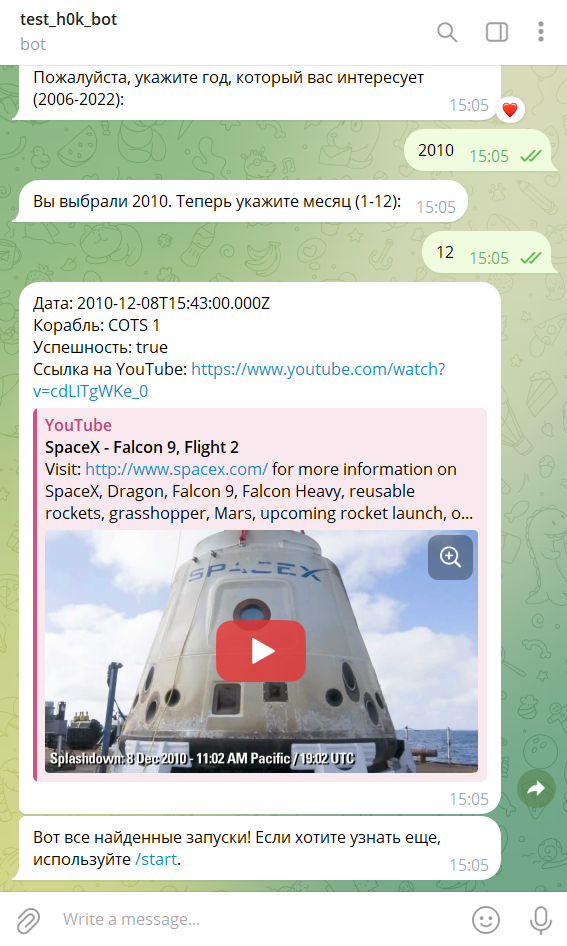 test_h0k_bot
bot
Пожалуйста, укажите год, который вас интересует
(2006-2022):
15:05
2010
15:05
Вы выбрали 2010. Теперь укажите месяц (1-12):
15:05
12
15:05
Дата: 2010-12-08T15:43:00.000Z
Корабль: COTS 1
Успешность: true
Ссылка на YouTube: https://www.youtube.com/watch?
v=cdLITgWKe_0
YouTube
SpaceX - Falcon 9, Flight 2
Visit: http://www.spacex.com/ for more information on
SpaceX, Dragon, Falcon 9, Falcon Heavy, reusable
rockets, grasshopper, Mars, upcoming rocket launch, o...
SPACEX
Splashdown: 8 Dec 2010 - 11:02 AM Pacific / 19:02 UTC
15:05
Вот все найденные запуски! Если хотите узнать еще,
используйте /start.
15:05
Write a message...